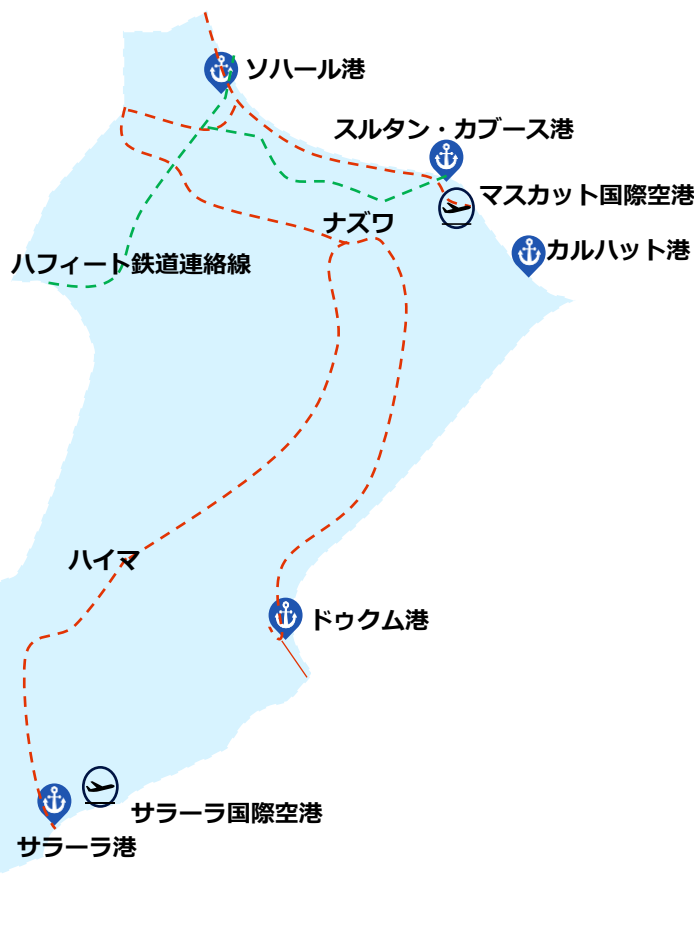 ソハール港
スルタン・カブース港
マスカット国際空港
ナズワ
カルハット港
ハフィート鉄道連絡線
ハイマ
ドゥクム港
サラーラ国際空港
サラーラ港